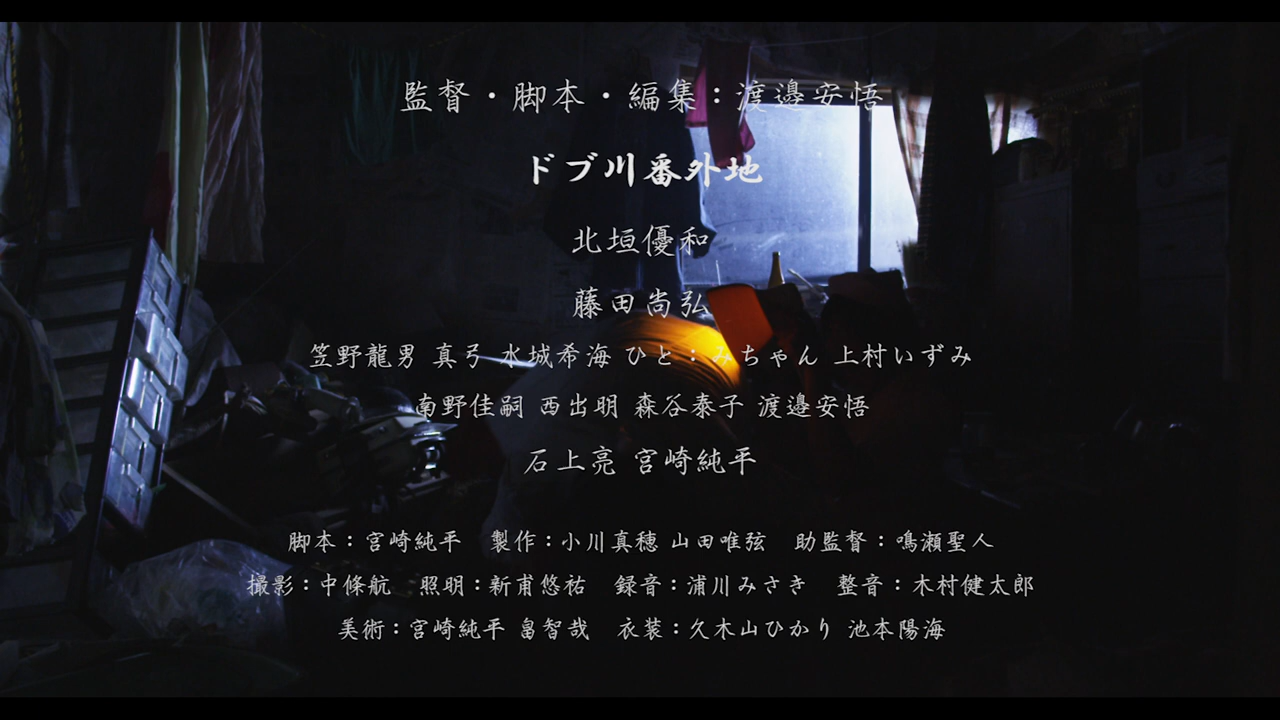 監督・脚本・編集：渡邉安悟
ドブ川番外地
北垣優和
藤田尚弘
笠野龍男 真弓 水城希海 ひと：みちゃん 上村いずみ
南野佳嗣 西出明 森谷泰子 渡邉安悟
石上亮 宮崎純平
脚本：宮崎純平 製作：小川真穂 山田唯弦 助監督：鳴瀬聖人
撮影：中條航 照明：新甫悠祐 録音：浦川みさき 整音：木村健太郎
美術：宮崎純平 畠智哉 衣装：久木山ひかり 池本陽海